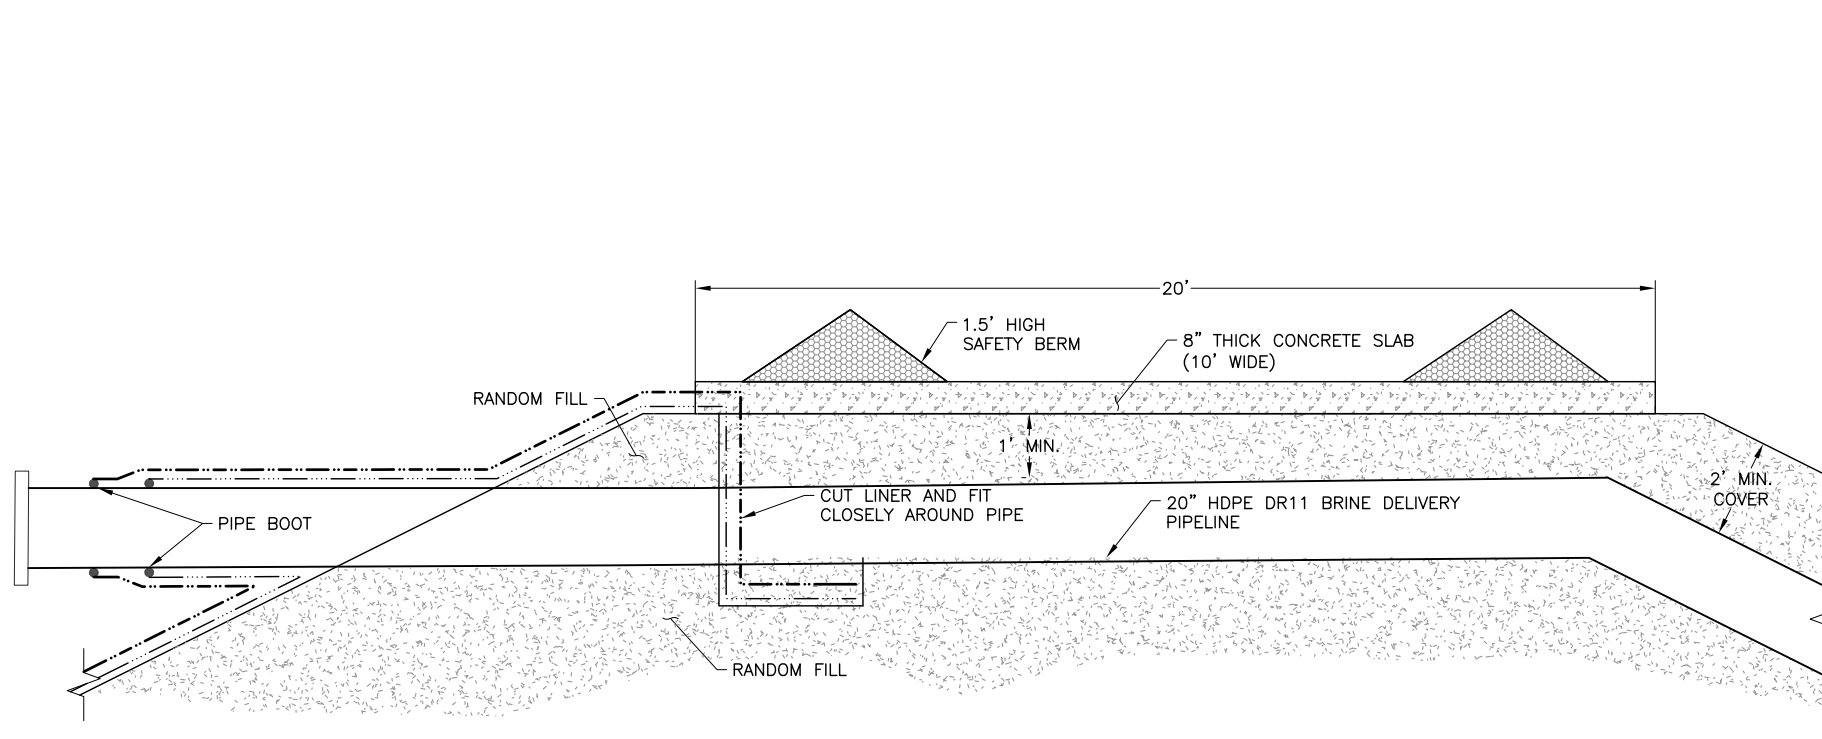 20'
1.5' HIGH
SAFETY BERM
8" THICK CONCRETE SLAB
(10' WIDE)
RANDOM FILL
1' MIN.
2' MIN.
COVER
CUT LINER AND FIT
CLOSELY AROUND PIPE
20" HDPE DR11 BRINE DELIVERY
PIPELINE
PIPE BOOT
RANDOM FILL